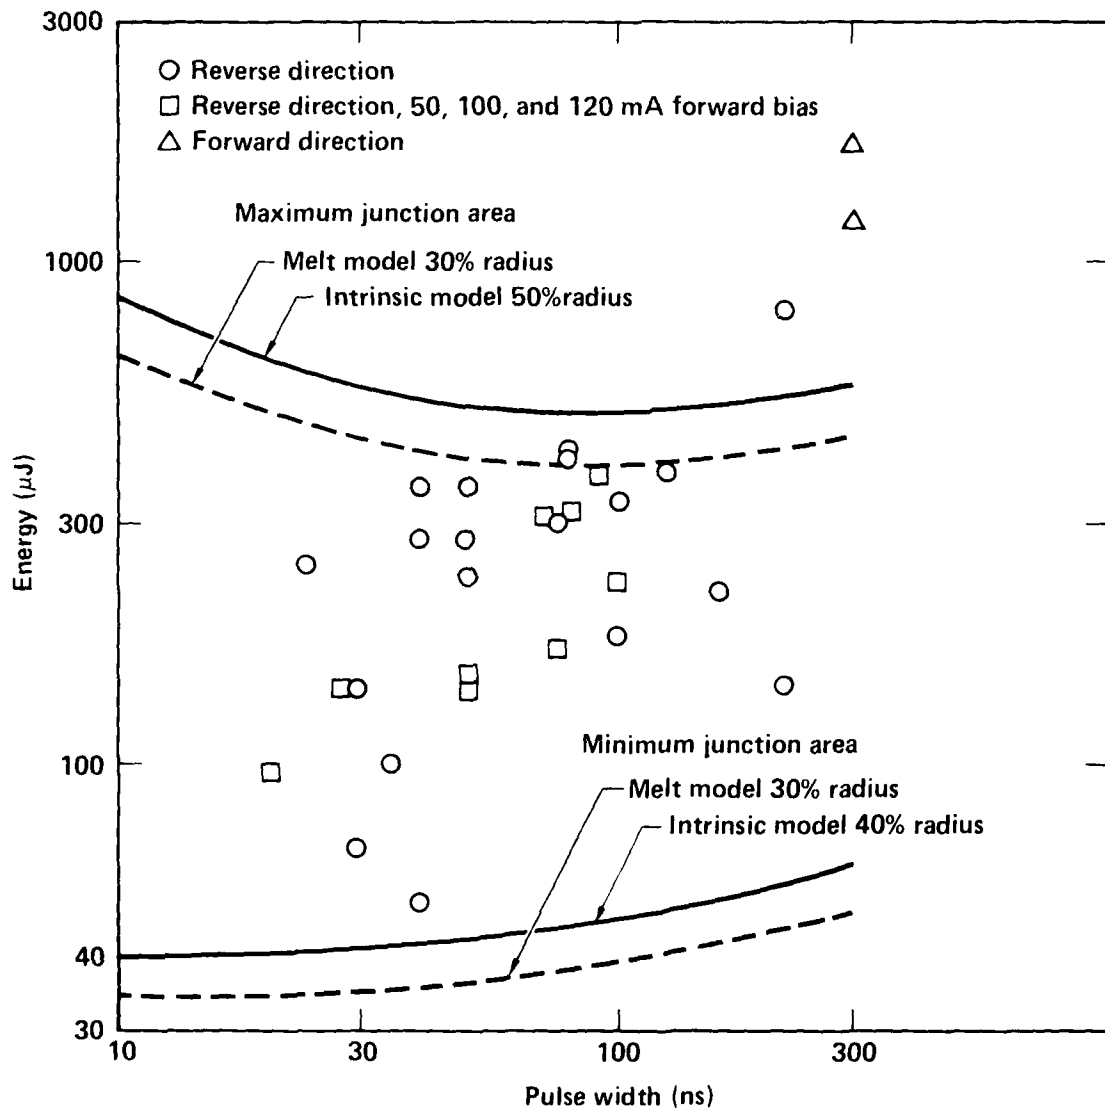 3000
Reverse direction
Reverse direction, 50, 100, and 120 mA forward bias
Forward direction
Maximum junction area
Melt model 30% radius
1000
Intrinsic model 50%radius
Energy (μJ)
300
Minimum junction area
100
Melt model 30% radius
Intrinsic model 40% radius
40
30
10
30
100
300
Pulse width (ns)